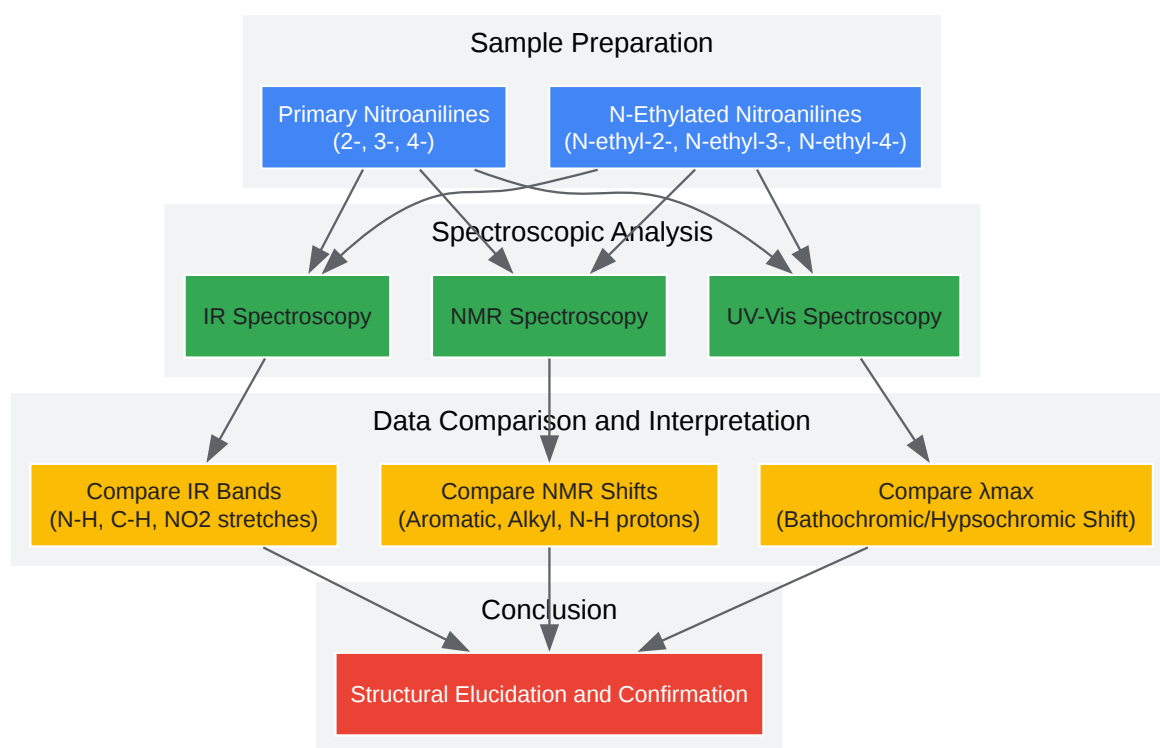 Sample Preparation
Primary Nitroanilines
(2-, 3-, 4-)
N-Ethylated Nitroanilines
(N-ethyl-2-, N-ethyl-3-, N-ethyl-4-)
Spectroscopic Analysis
IR Spectroscopy
NMR Spectroscopy
UV-Vis Spectroscopy
Data Comparison and Interpretation
Compare IR Bands
(N-H, C-H, NO2 stretches)
Compare NMR Shifts
(Aromatic, Alkyl, N-H protons)
Compare λmax
(Bathochromic/Hypsochromic Shift)
Conclusion
Structural Elucidation and Confirmation